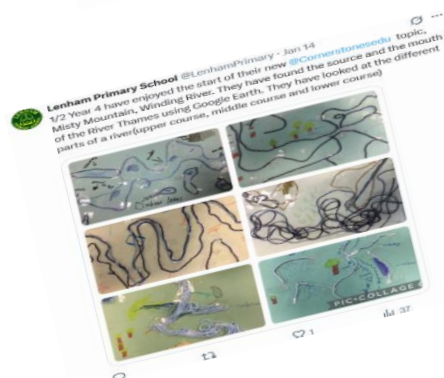 Lenham Primary School @LenhamPrimary · Jan 14
1/2 Year 4 have enjoyed the start of their new @Cornerstonesedu topic,
Misty Mountain, Winding River. They have found the source and the mouth
of the River Thames using Google Earth. They have looked at the different
parts of a river(upper course, middle course and lower course)
PIC•COLLAGE
1
37